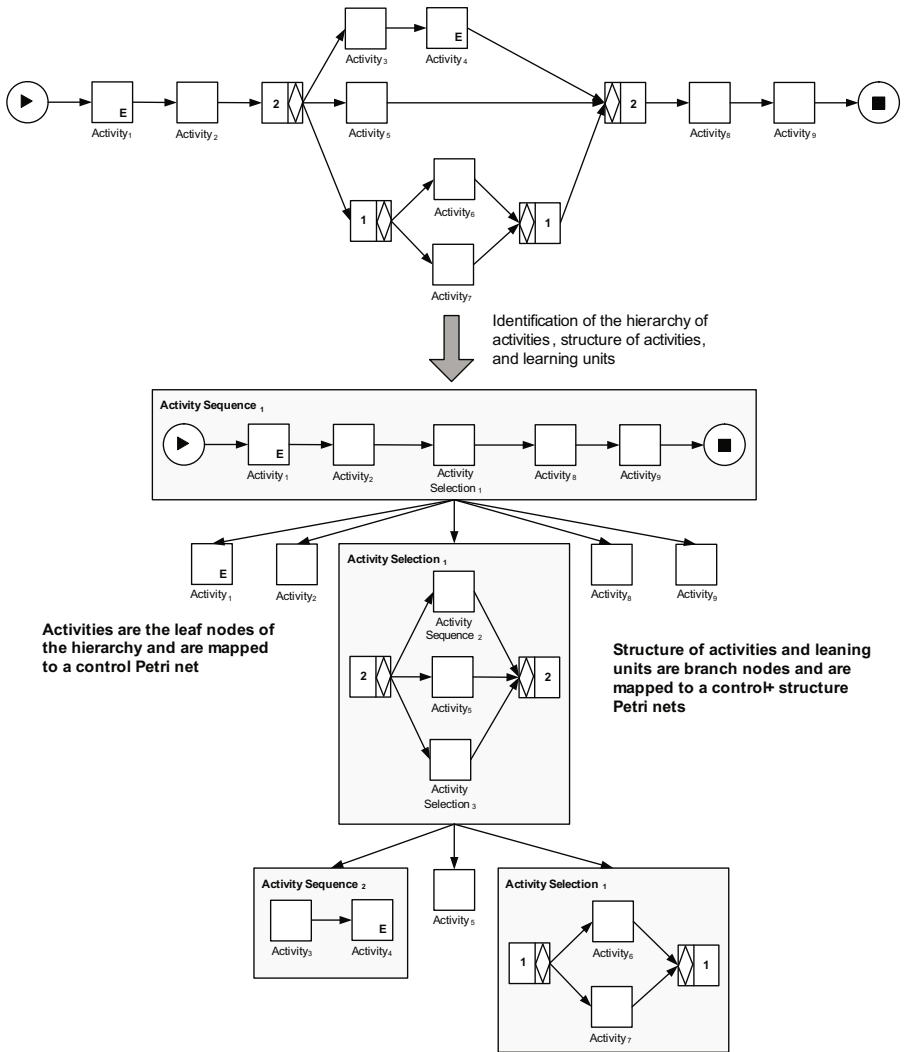 Activity3
E
Activity4
E
Activity1
Activity2
2
Activity5
2
Activity8
Activity9
1
Activity6
1
Activity7
Identification of the hierarchy of
activities, structure of activities,
and learning units
Activity Sequence 1
E
Activity1
Activity2
Activity
Selection 1
Activity8
Activity9
E
Activity1
Activity2
Activity Selection 1
Activity
Sequence 2
2
Activity5
2
Activity
Selection 3
Activity8
Activity9
Activities are the leaf nodes of
the hierarchy and are mapped
to a control Petri net
Structure of activities and leaning
units are branch nodes and are
mapped to a control+ structure
Petri nets
Activity Sequence 2
Activity3
E
Activity4
Activity5
Activity Selection 1
1
Activity6
1
Activity7